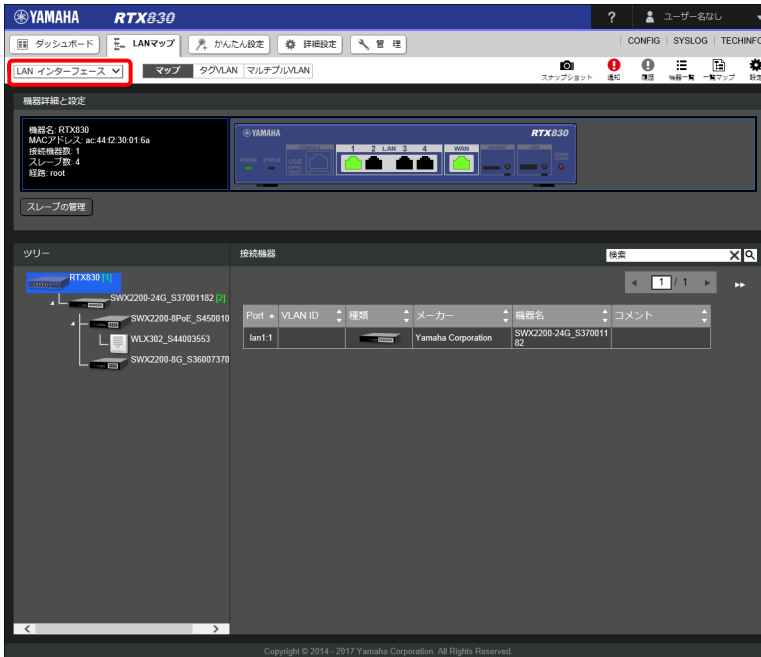 YAMAHA RTX830 ? ユーザー名なし
ダッシュボード LANマップ かんたん設定 詳細設定 管 理 CONFIG SYSLOG TECHINFO
LAN インターフェース マップ タグVLAN マルチプルVLAN
スナップショット 通知 履歴 機器一覧 一覧マップ 設定
機器詳細と設定
機器名: RTX830
MACアドレス: ac:44:f2:30:01:6a
接続機器数: 1
スレーブ数: 4
経路: root
YAMAHA RTX830
1 2 LAN 3 4 WAN
POWER STATUS USB
スレーブの管理
ツリー
RTX830 [1]
SWX2200-24G_S37001182 [2]
SWX2200-8PoE_S450010
WLX302_S44003553
SWX2200-8G_S36007370
接続機器 検索
1 / 1
Port VLAN ID 種類 メーカー 機器名 コメント
lan1:1 Yamaha Corporation SWX2200-24G_S370011
82
Copyright © 2014 - 2017 Yamaha Corporation. All Rights Reserved.